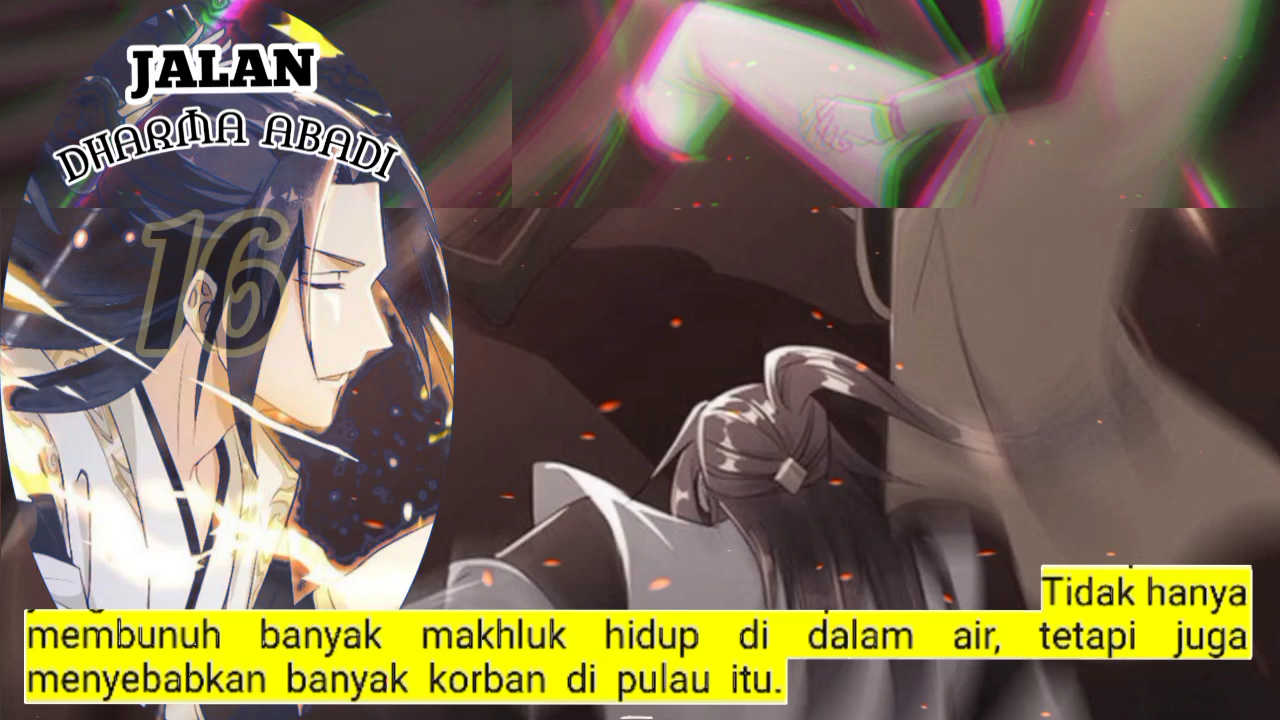 JALAN
DHARMA ABADI
16
Tidak hanya
membunuh banyak makhluk hidup di dalam air, tetapi juga
menyebabkan banyak korban di pulau itu.